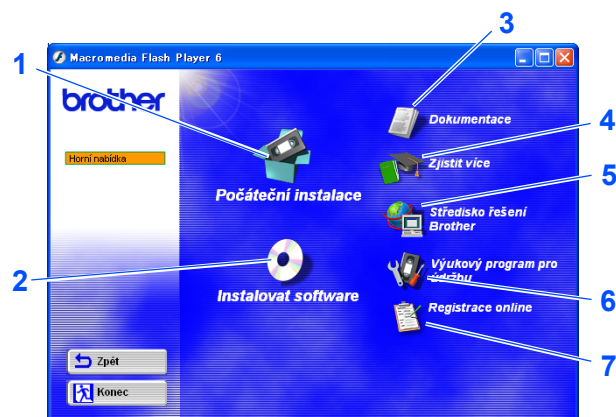 3
1
Macromedia Flash Player 6
brother
4
Dokumentace
Horní nabídka
Zjistit více
5
Počáteční instalace
Středisko řešení
Brother
2
Výukový program pro
údržbu
Instalovat software
6
Registrace online
7
Zpét
Konec